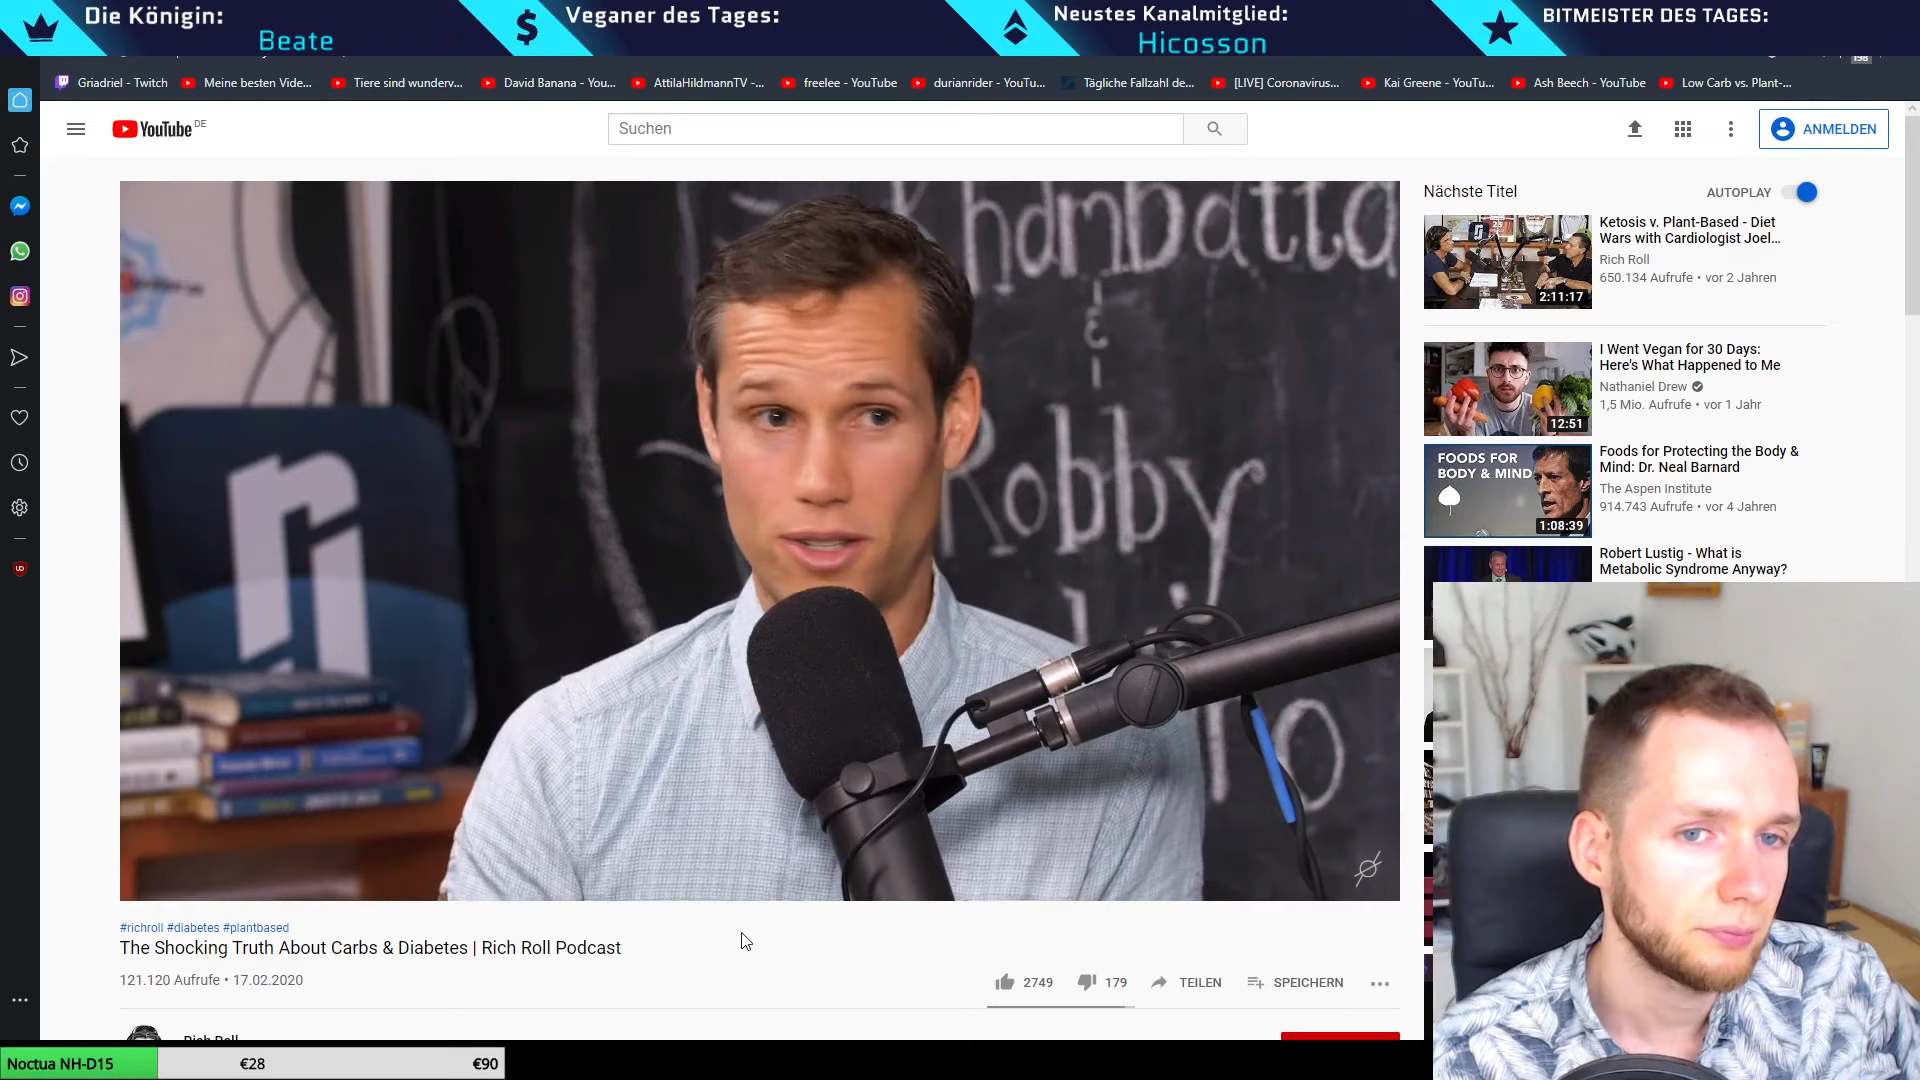 Die Königin:
Beate
Veganer des Tages:
Neustes Kanalmitglied:
Hicosson
BITMEISTER DES TAGES:
Griadriel - Twitch
Meine besten Vide...
Tiere sind wunderv...
David Banana - You...
AttilaHildmannTV -...
freelee - YouTube
durianrider - YouTu...
Tägliche Fallzahl de...
[LIVE] Coronavirus...
Kai Greene - YouTu...
Ash Beech - YouTube
Low Carb vs. Plant-...
YouTube DE
Suchen
ANMELDEN
Khambatta
&
Robby
Nächste Titel
AUTOPLAY
Ketosis v. Plant-Based - Diet
Wars with Cardiologist Joel...
Rich Roll
650.134 Aufrufe • vor 2 Jahren
2:11:17
I Went Vegan for 30 Days:
Here's What Happened to Me
Nathaniel Drew
1,5 Mio. Aufrufe • vor 1 Jahr
12:51
FOODS FOR
BODY & MIND
1:08:39
Foods for Protecting the Body &
Mind: Dr. Neal Barnard
The Aspen Institute
914.743 Aufrufe • vor 4 Jahren
Robert Lustig - What is
Metabolic Syndrome Anyway?
#richroll #diabetes #plantbased
The Shocking Truth About Carbs & Diabetes | Rich Roll Podcast
121.120 Aufrufe • 17.02.2020
2749
179
TEILEN
SPEICHERN
Rich Roll
Noctua NH-D15
€28
€90